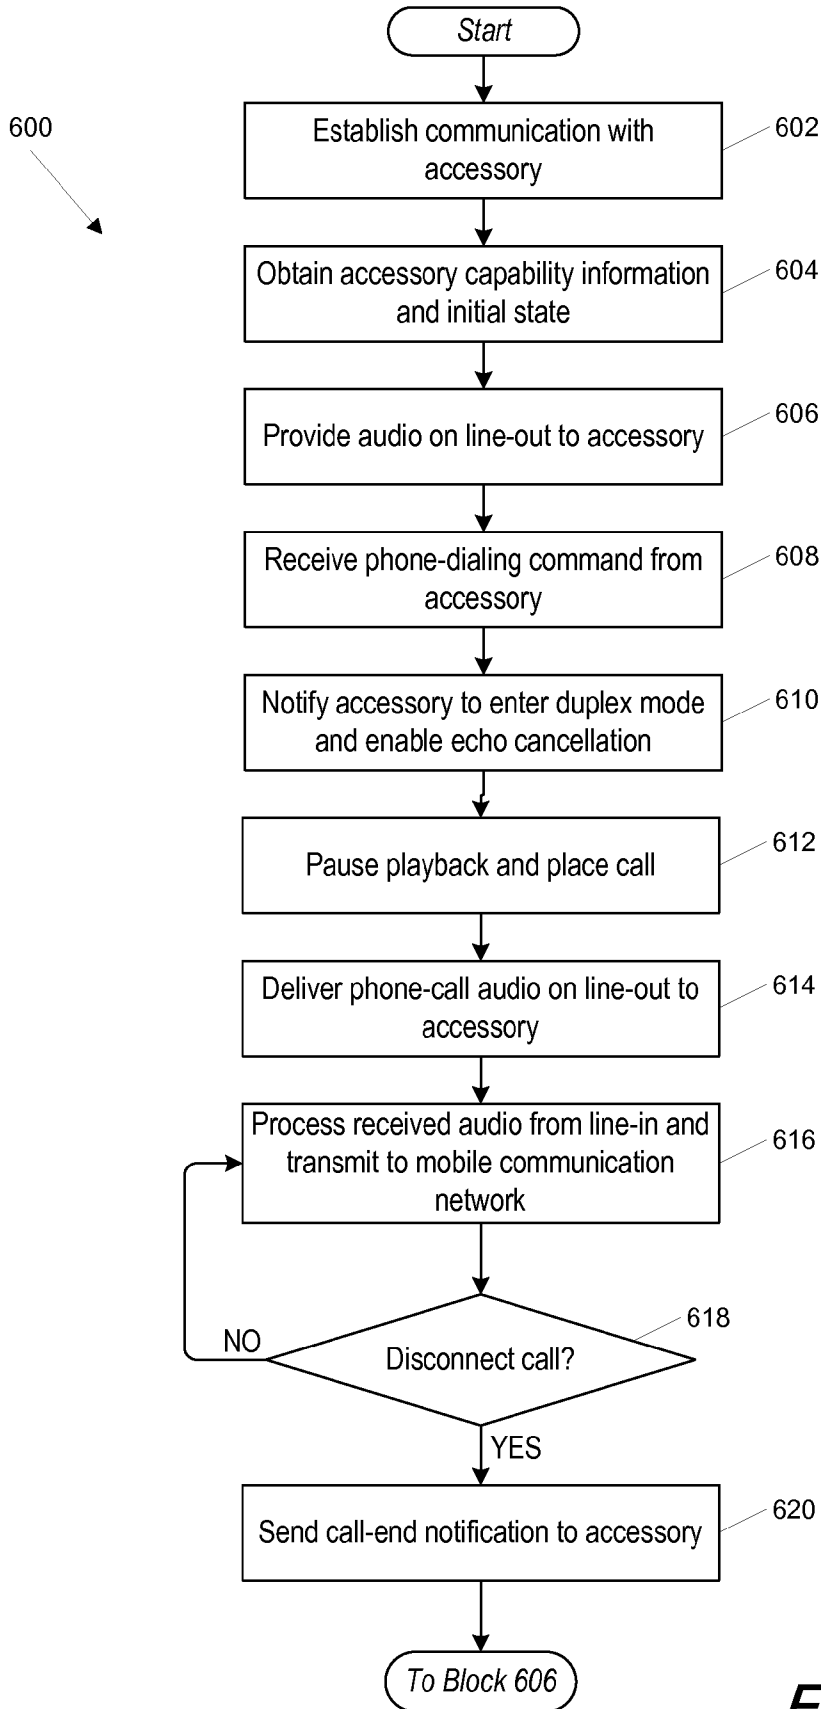 Start
600
Establish communication with
accessory
602
Obtain accessory capability information
and initial state
604
Provide audio on line-out to accessory
606
Receive phone-dialing command from
accessory
608
Notify accessory to enter duplex mode
and enable echo cancellation
610
Pause playback and place call
612
Deliver phone-call audio on line-out to
accessory
614
Process received audio from line-in and
transmit to mobile communication
network
616
Disconnect call?
618
NO
YES
Send call-end notification to accessory
620
To Block 606